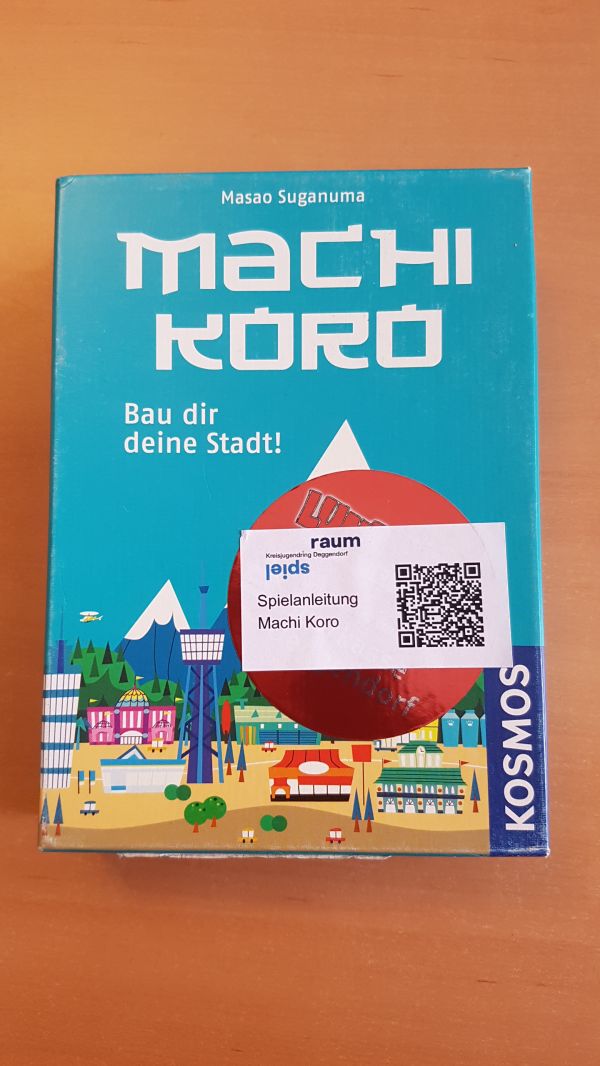 Masao Suganuma
MACHI
KORO
Bau dir
deine Stadt!
raum
Kreisjugendring Deggendorf
spiel
Spielanleitung
Machi Koro
KOSMOS